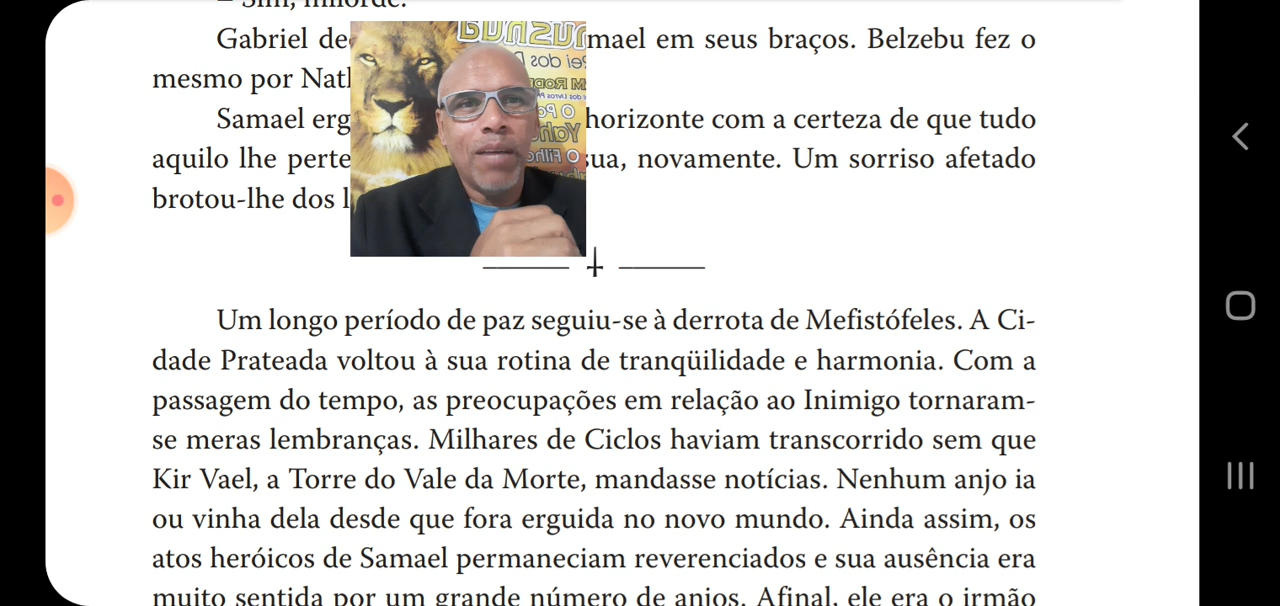 – Sim, milorde.
Gabriel de mael em seus braços. Belzebu fez o
mesmo por Nath
Samael erg horizonte com a certeza de que tudo
aquilo lhe perte sua, novamente. Um sorriso afetado
brotou-lhe dos l
Um longo período de paz seguiu-se à derrota de Mefistófeles. A Ci-
dade Prateada voltou à sua rotina de tranqüilidade e harmonia. Com a
passagem do tempo, as preocupações em relação ao Inimigo tornaram-
se meras lembranças. Milhares de Ciclos haviam transcorrido sem que
Kir Vael, a Torre do Vale da Morte, mandasse notícias. Nenhum anjo ia
ou vinha dela desde que fora erguida no novo mundo. Ainda assim, os
atos heróicos de Samael permaneciam reverenciados e sua ausência era
muito sentida por um grande número de anjos. Afinal, ele era o irmão